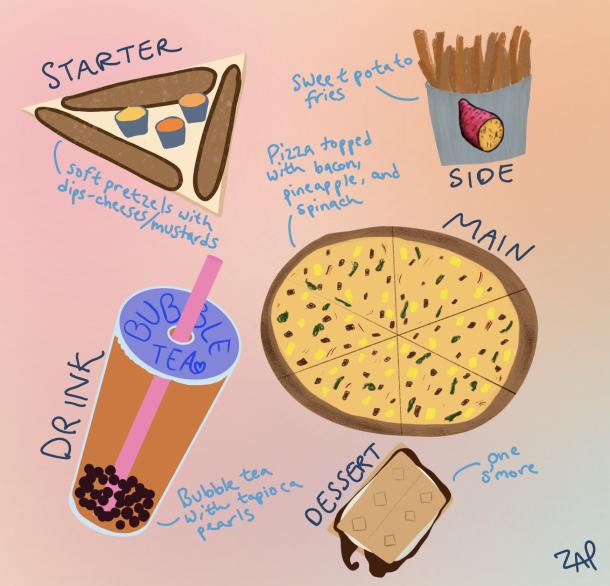 STARTER
soft pretzels with
dips-cheeses/mustards
sweet potato
fries
SIDE
Pizza topped
with bacon,
pineapple, and
spinach
MAIN
BUBBLE
TEA
DRINK
Bubble tea
with tapioca
pearls
DESSERT
one
s'more
ZAP